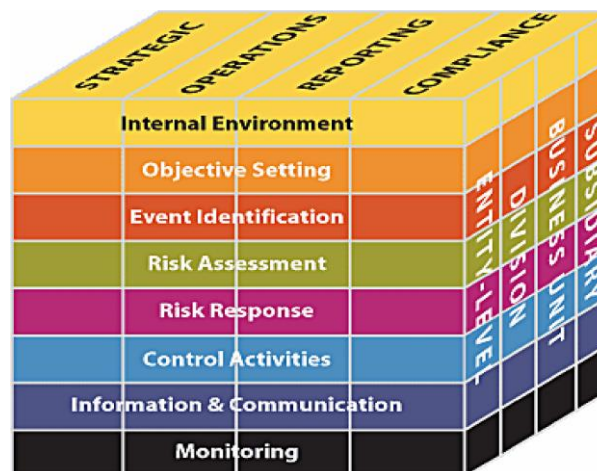 STRATEGIC
OPERATIONS
REPORTING
COMPLIANCE
Internal Environment
Objective Setting
Event Identification
Risk Assessment
Risk Response
Control Activities
Information & Communication
Monitoring
ENTITY-LEVEL
DIVISION
BUSINESS UNIT
SUBSIDIARY